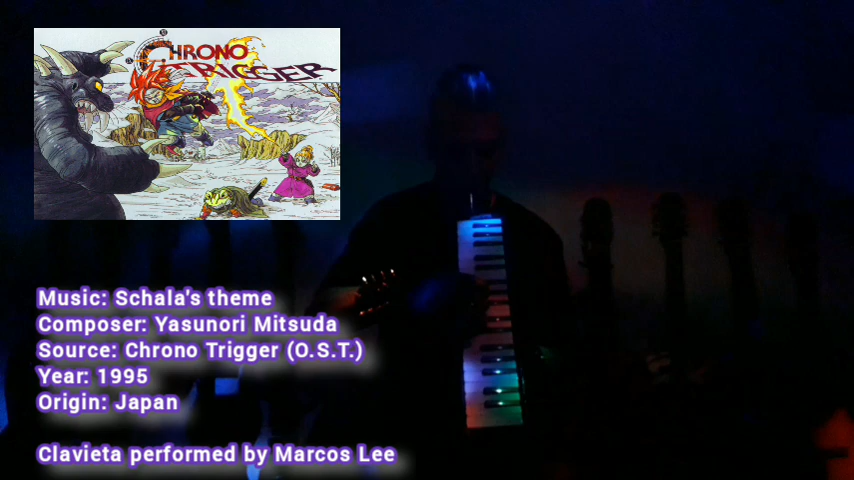 CHRONO
TRIGGER
Music: Schala's theme
Composer: Yasunori Mitsuda
Source: Chrono Trigger (O.S.T.)
Year: 1995
Origin: Japan
Clavieta performed by Marcos Lee